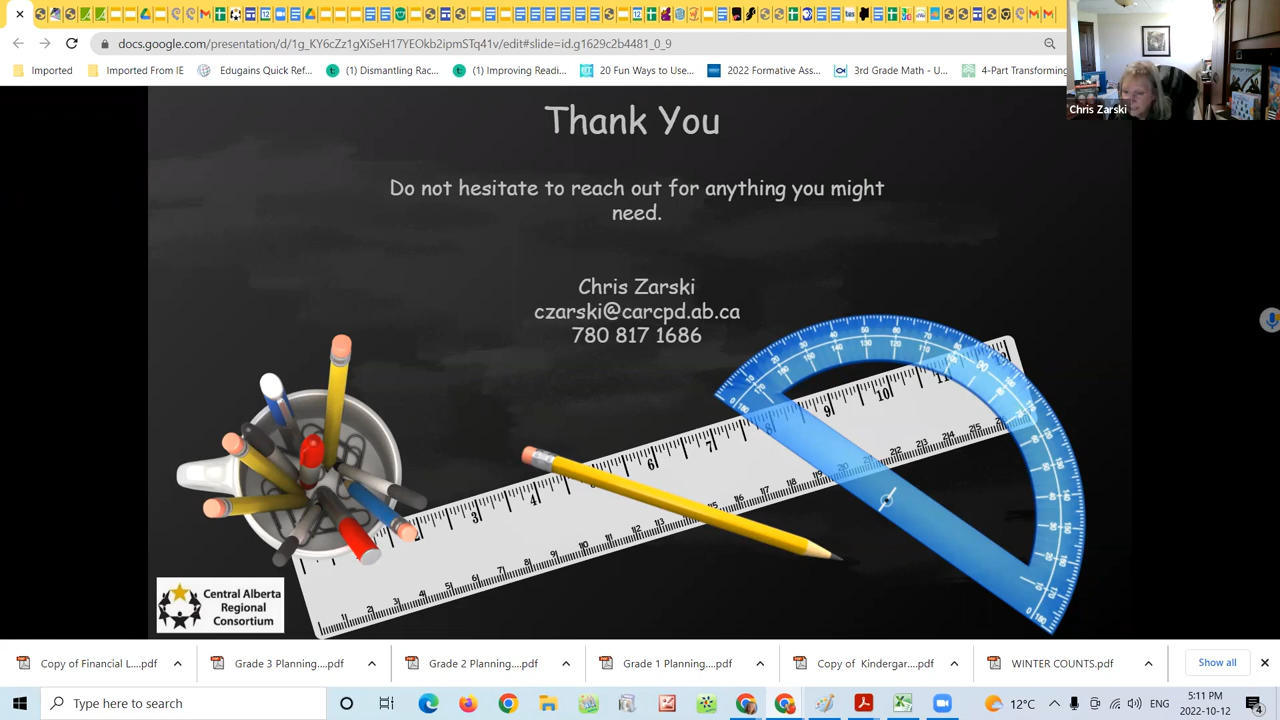 docs.google.com/presentation/d/1g_KY6cZz1gXiSeH17YEOkb2ipmSTq41v/edit#slide=id.g1629c2b4481_0_9
Imported
Imported From IE
Edugains Quick Ref...
(1) Dismantling Rac...
(1) Improving Readi...
20 Fun Ways to Use...
2022 Formative Ass...
3rd Grade Math - U...
4-Part Transforming
Chris Zarski
Thank You
Do not hesitate to reach out for anything you might
need.
Chris Zarski
czarski@carcpd.ab.ca
780 817 1686
Central Alberta
Regional
Consortium
Copy of Financial L....pdf
Grade 3 Planning....pdf
Grade 2 Planning....pdf
Grade 1 Planning....pdf
Copy of Kindergar....pdf
WINTER COUNTS.pdf
Show all
Type here to search
12°C
ENG
5:11 PM
2022-10-12